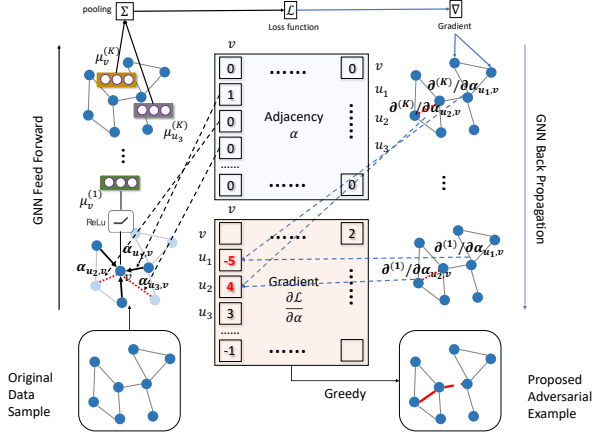 pooling
Σ
ℒ
Loss function
∇
Gradient
GNN Feed Forward
μ_v^(K)
μ_{u_3}^(K)
μ_v^(1)
ReLu
α_{u_1,v}
α_{u_2,v}
v
α_{u_3,v}
Original
Data
Sample
v
0 ...... 0 v
1 u_1
Adjacency
α
0 u_2
0 u_3
......
0 0
v
v 2
......
u_1 -5
Gradient
u_2 4
∂ℒ
∂α
u_3 3
......
-1 ......
Greedy
∂^(K)/∂α_{u_1,v}
∂^(K)/∂α_{u_2,v}
...
∂^(1)/∂α_{u_1,v}
∂^(1)/∂α_{u_2,v}
GNN Back Propagation
Proposed
Adversarial
Example